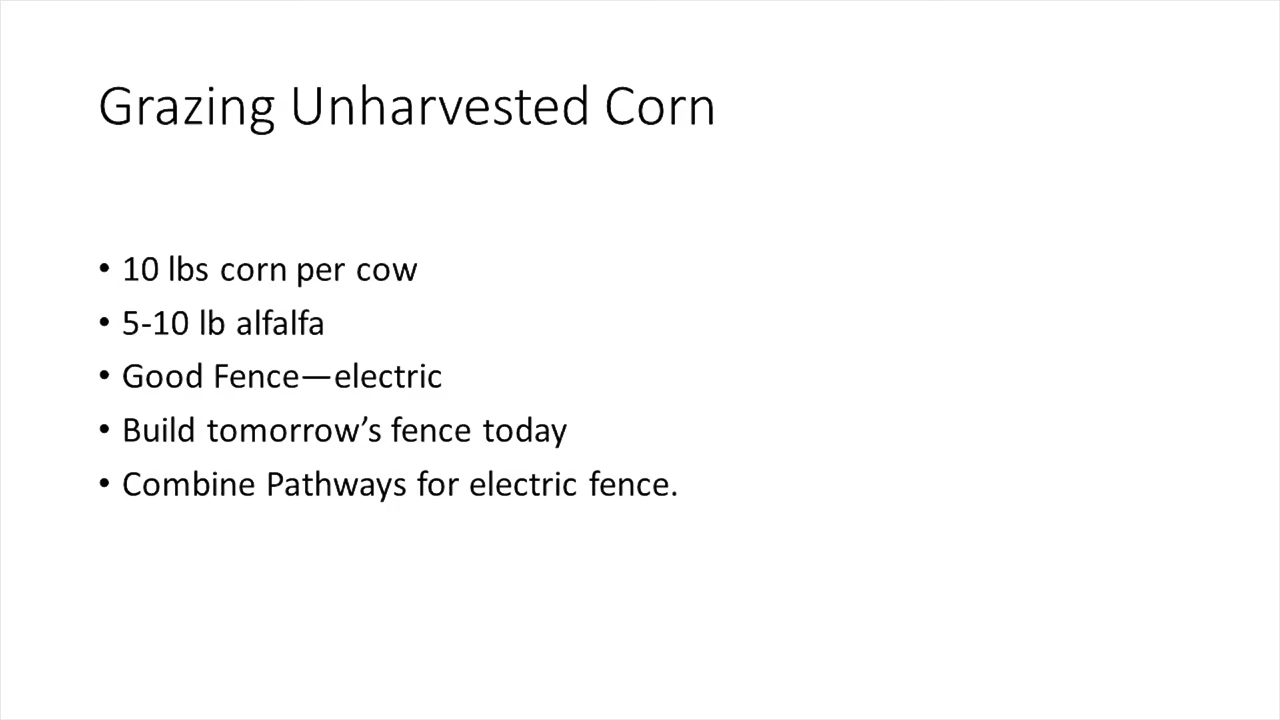 Grazing Unharvested Corn
• 10 lbs corn per cow
• 5-10 lb alfalfa
• Good Fence—electric
• Build tomorrow’s fence today
• Combine Pathways for electric fence.